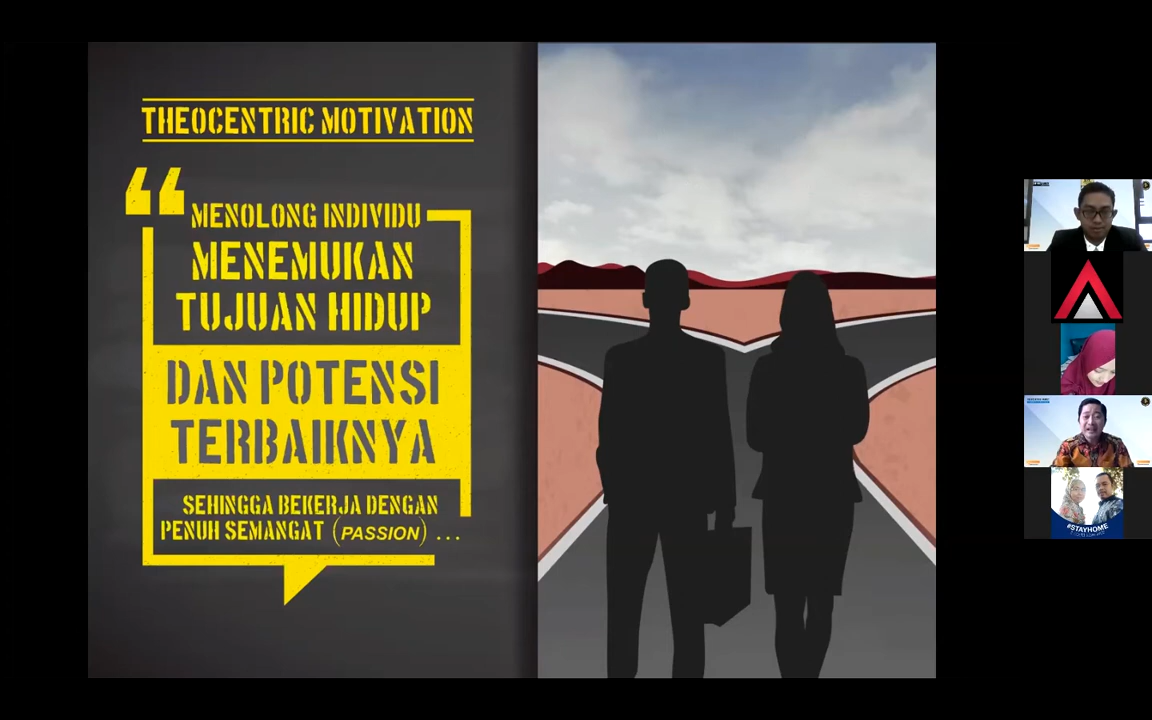 THEOCENTRIC MOTIVATION
“ MENOLONG INDIVIDU
MENEMUKAN
TUJUAN HIDUP
DAN POTENSI
TERBAIKNYA
SEHINGGA BEKERJA DENGAN
PENUH SEMANGAT (PASSION) ...
#STAYHOME